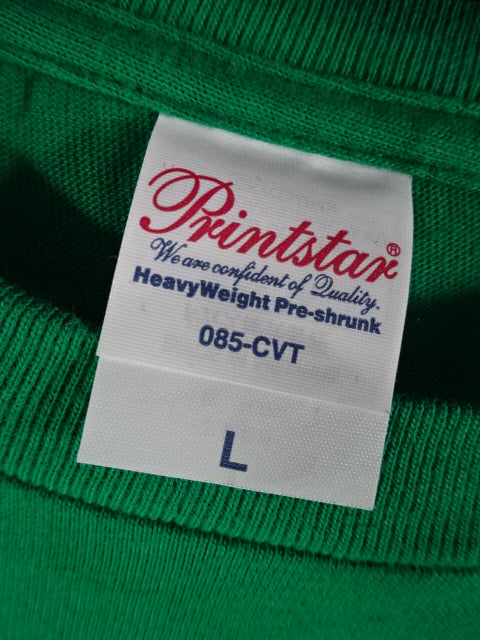 Printstar®
We are confident of Quality.
HeavyWeight Pre-shrunk
085-CVT
L